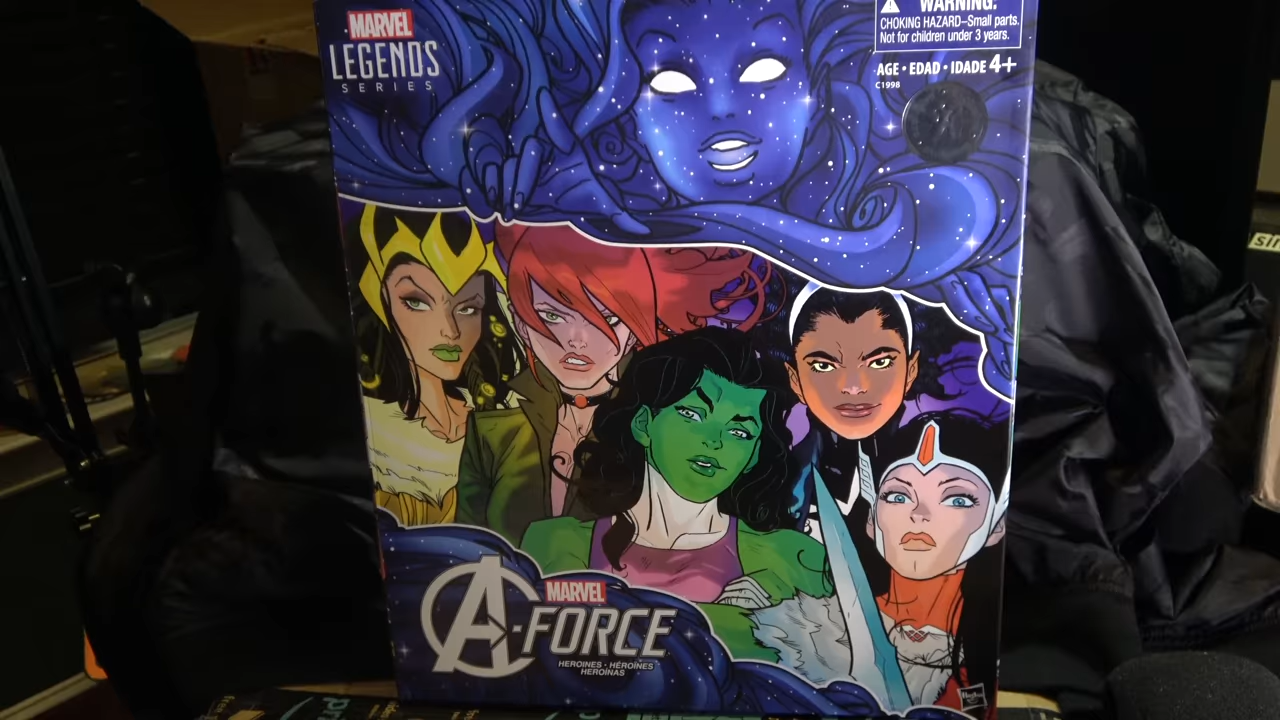 MARVEL
LEGENDS
SERIES
WARNING:
CHOKING HAZARD–Small parts.
Not for children under 3 years.
AGE • EDAD • IDADE 4+
C1998
MARVEL
A-FORCE
HEROINES • HÉROÏNES
HEROÍNAS
Hasbro